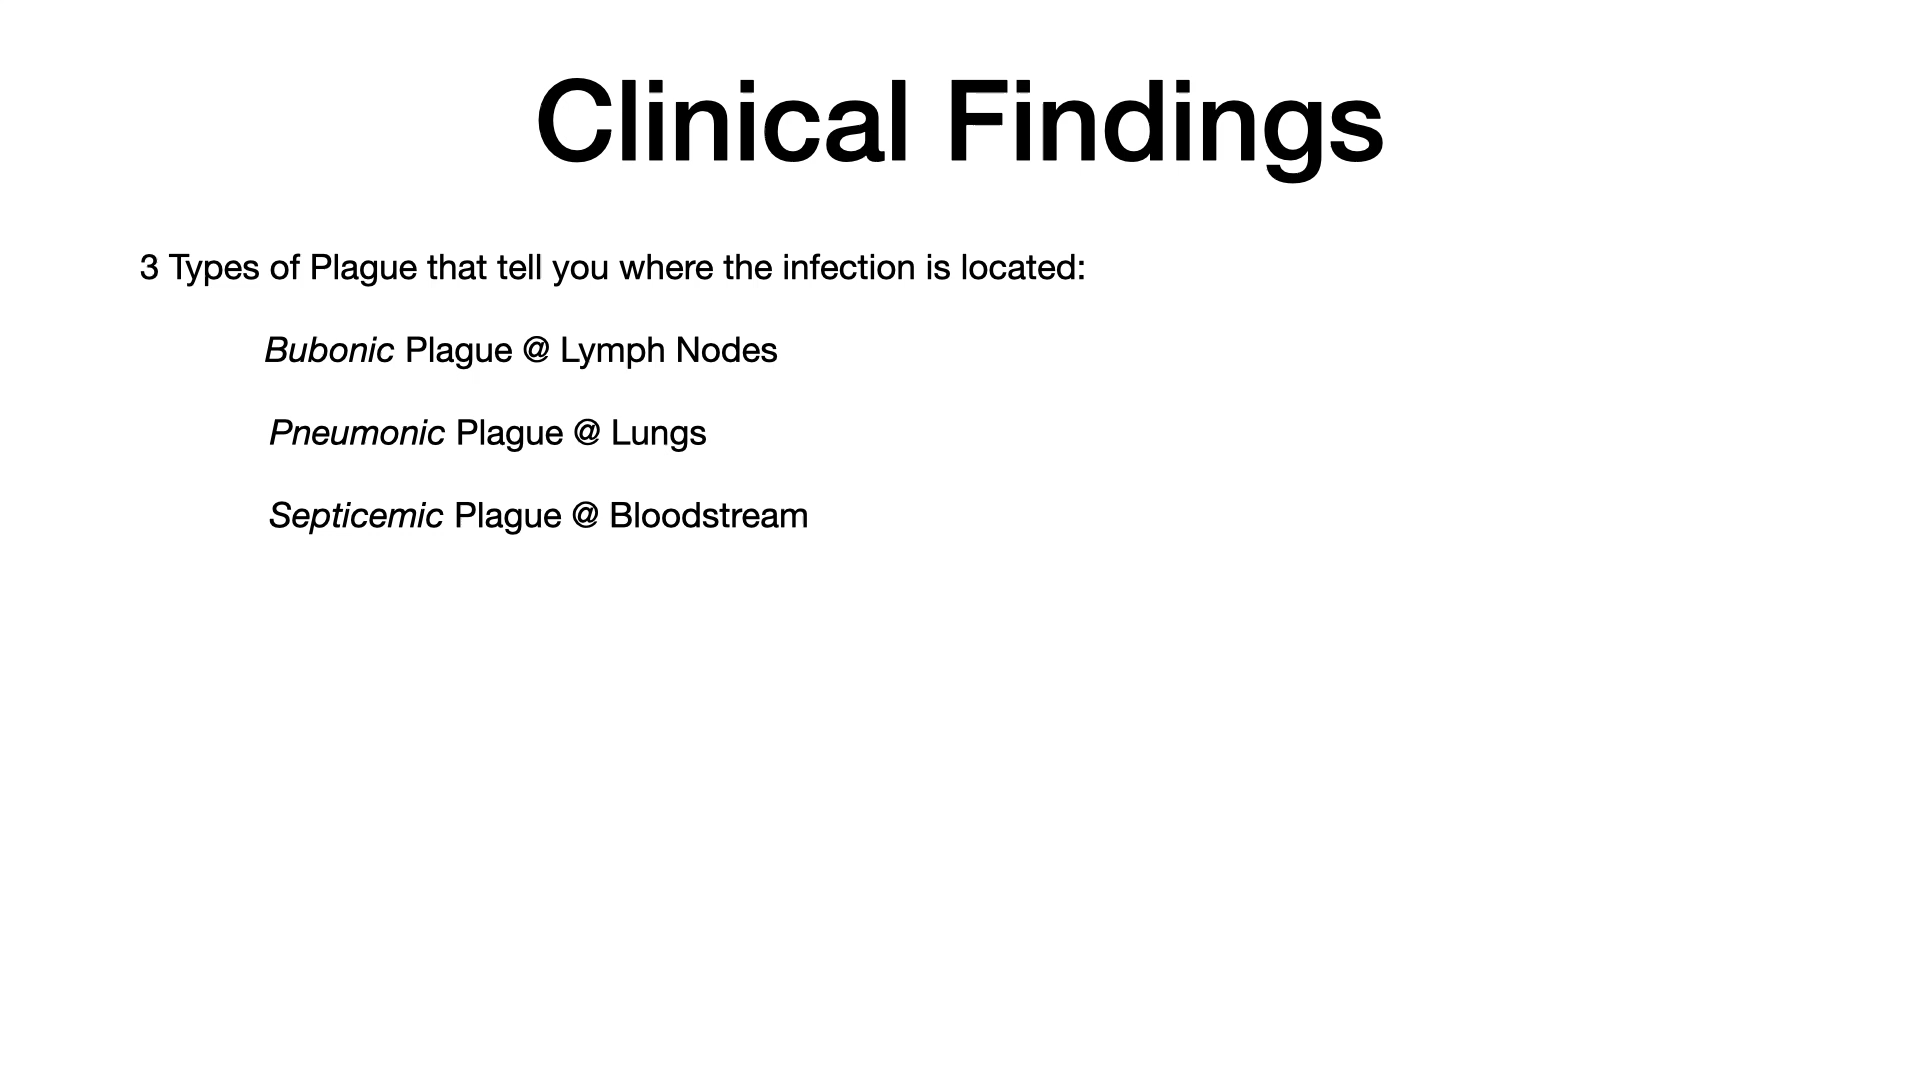 Clinical Findings
3 Types of Plague that tell you where the infection is located:
Bubonic Plague @ Lymph Nodes
Pneumonic Plague @ Lungs
Septicemic Plague @ Bloodstream